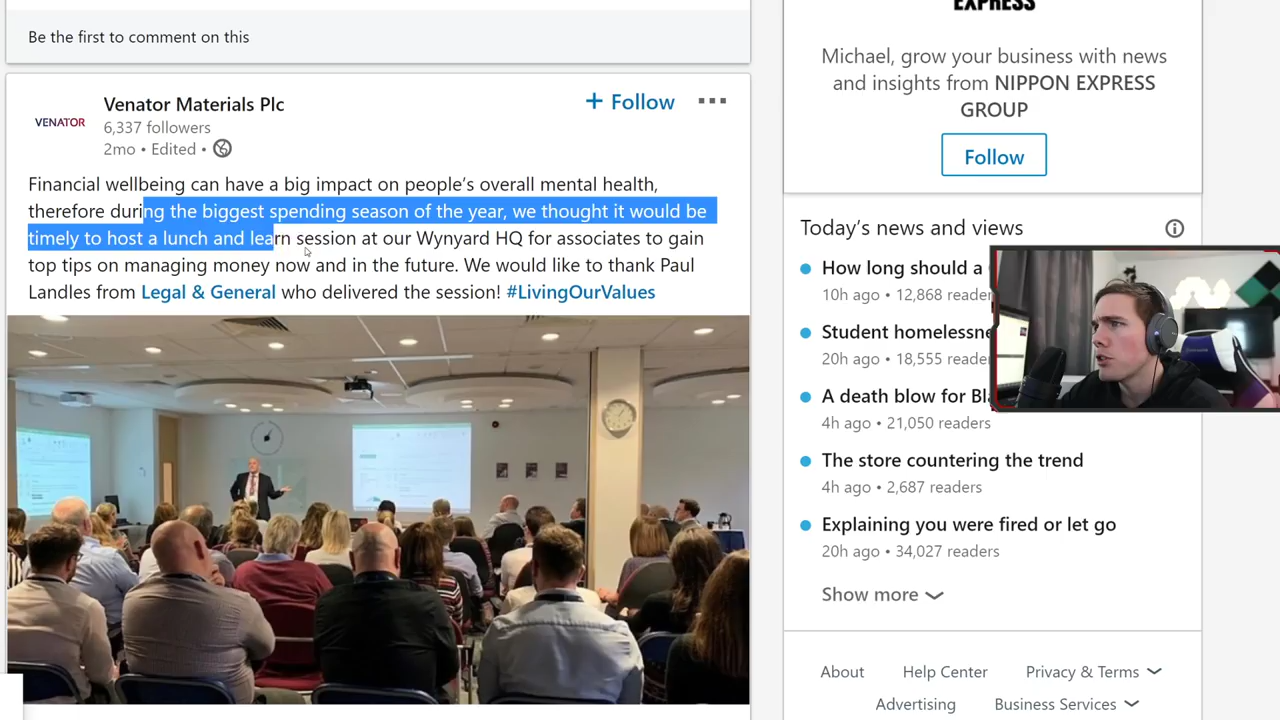 Be the first to comment on this
VENATOR
Venator Materials Plc
6,337 followers
2mo • Edited •
+ Follow
Financial wellbeing can have a big impact on people's overall mental health,
therefore during the biggest spending season of the year, we thought it would be
timely to host a lunch and learn session at our Wynyard HQ for associates to gain
top tips on managing money now and in the future. We would like to thank Paul
Landles from Legal & General who delivered the session! #LivingOurValues
EXPRESS
Michael, grow your business with news
and insights from NIPPON EXPRESS
GROUP
Follow
Today's news and views
How long should a
10h ago • 12,868 reader
Student homelessne
20h ago • 18,555 reade
A death blow for Bl
4h ago • 21,050 readers
The store countering the trend
4h ago • 2,687 readers
Explaining you were fired or let go
20h ago • 34,027 readers
Show more
About Help Center Privacy & Terms
Advertising Business Services